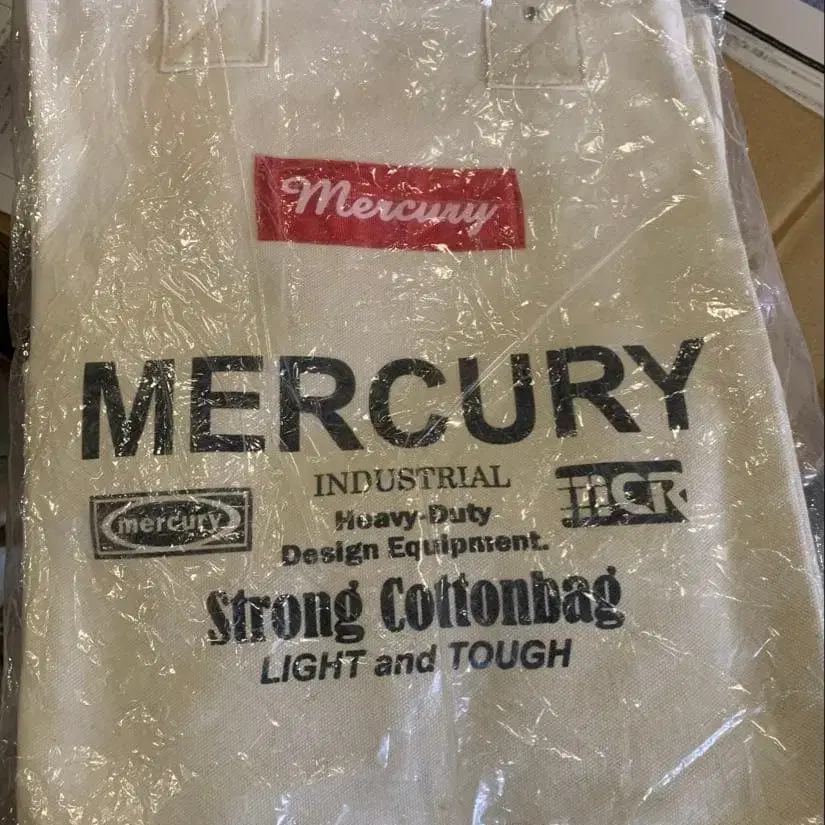 Mercury
MERCURY
INDUSTRIAL
mercury
Heavy-Duty
Design Equipment.
Strong Cottonbag
LIGHT and TOUGH